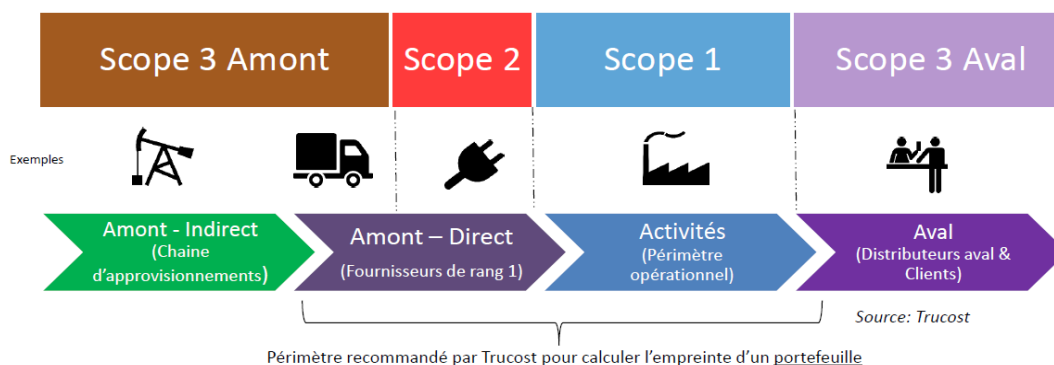 Scope 3 Amont
Scope 2
Scope 1
Scope 3 Aval
Exemples
Amont - Indirect
(Chaine
d'approvisionnements)
Amont – Direct
(Fournisseurs de rang 1)
Activités
(Périmètre
opérationnel)
Aval
(Distributeurs aval &
Clients)
Source: Trucost
Périmètre recommandé par Trucost pour calculer l'empreinte d'un portefeuille